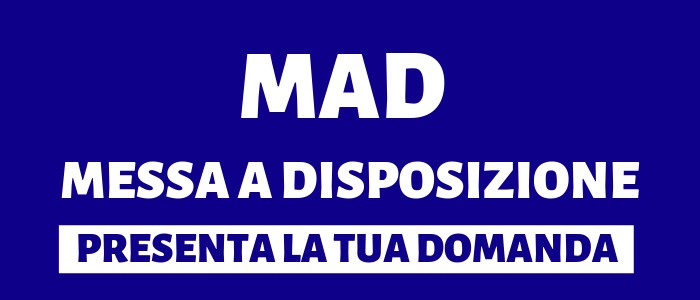 MAD
MESSA A DISPOSIZIONE
PRESENTA LA TUA DOMANDA